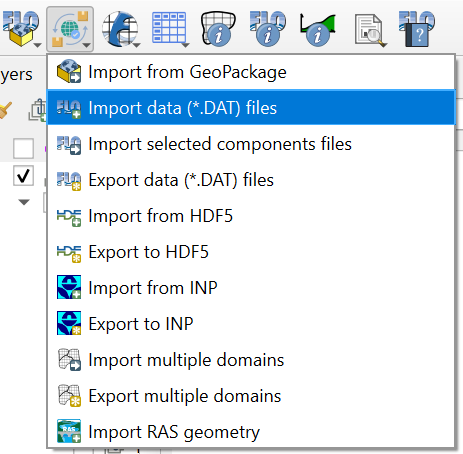 yers
Import from GeoPackage
Import data (*.DAT) files
Import selected components files
Export data (*.DAT) files
Import from HDF5
Export to HDF5
Import from INP
Export to INP
Import multiple domains
Export multiple domains
Import RAS geometry